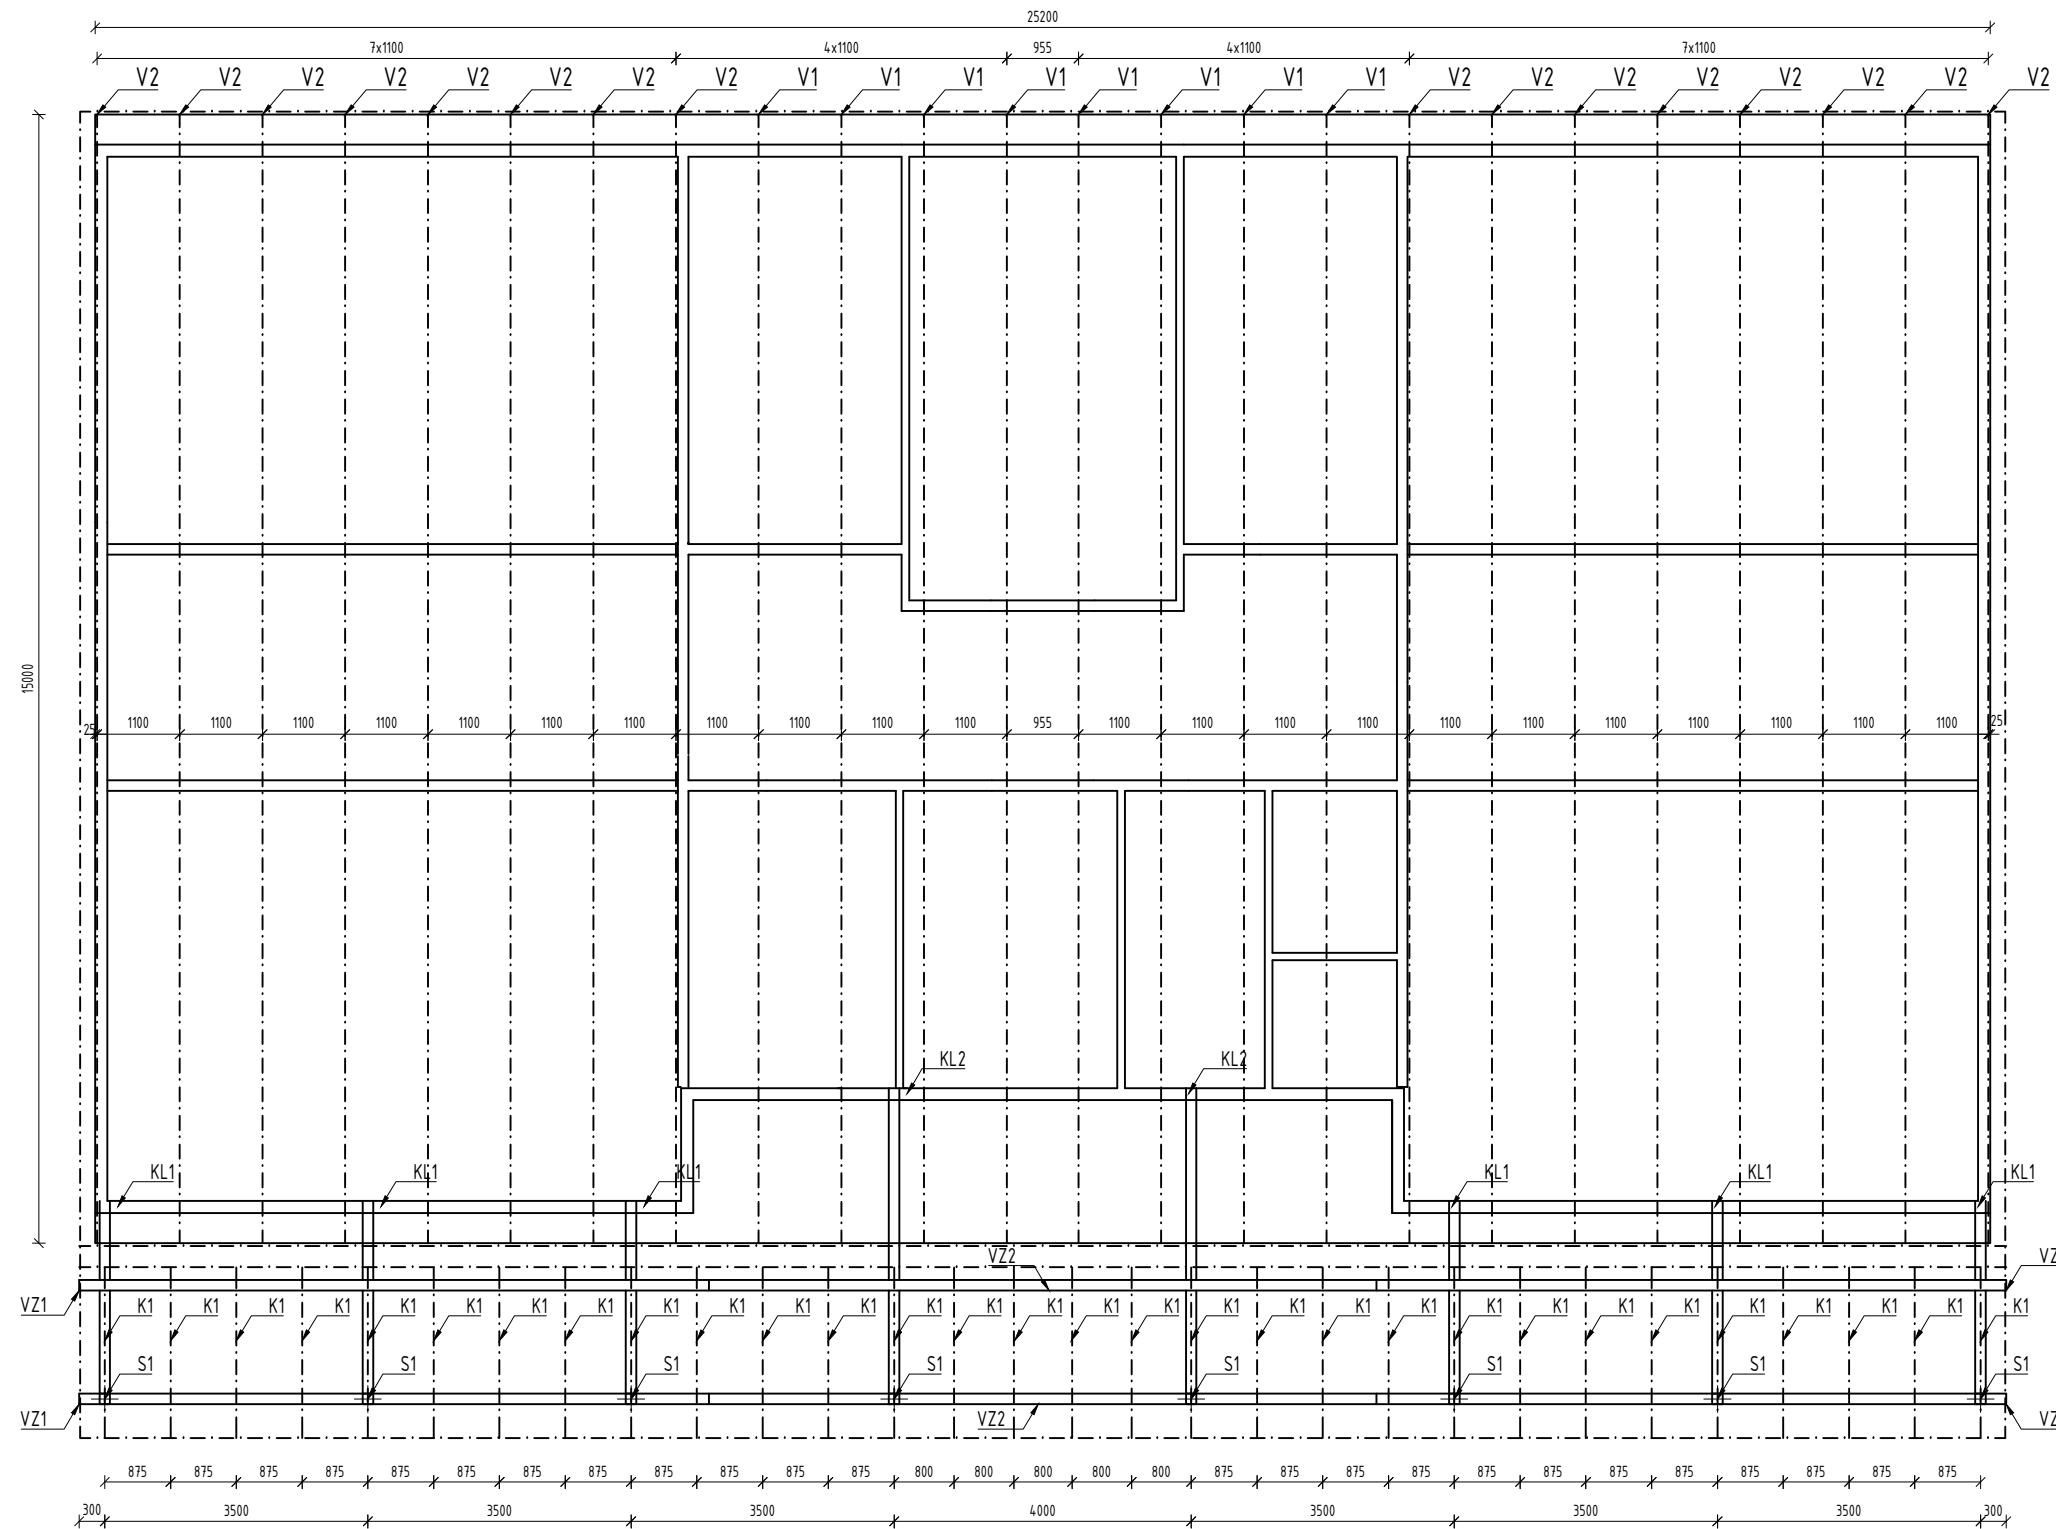 25200
7x1100 4x1100 955 4x1100 7x1100
V2 V2 V2 V2 V2 V2 V2 V2 V1 V1 V1 V1 V1 V1 V1 V1 V2 V2 V2 V2 V2 V2 V2 V2
15000
25 1100 1100 1100 1100 1100 1100 1100 1100 1100 1100 1100 955 1100 1100 1100 1100 1100 1100 1100 1100 1100 1100 1100 25
KL2 KL2
KL1 KL1 KL1 KL1 KL1 KL1
VZ2 VZ
VZ1 K1 K1 K1 K1 K1 K1 K1 K1 K1 K1 K1 K1 K1 K1 K1 K1 K1 K1 K1 K1 K1 K1 K1 K1 K1 K1 K1 K1 K1 K1
S1 S1 S1 S1 S1 S1 S1 S1
VZ1 VZ2 VZ
875 875 875 875 875 875 875 875 875 875 875 875 800 800 800 800 800 875 875 875 875 875 875 875 875 875 875 875 875
300 3500 3500 3500 4000 3500 3500 3500 300